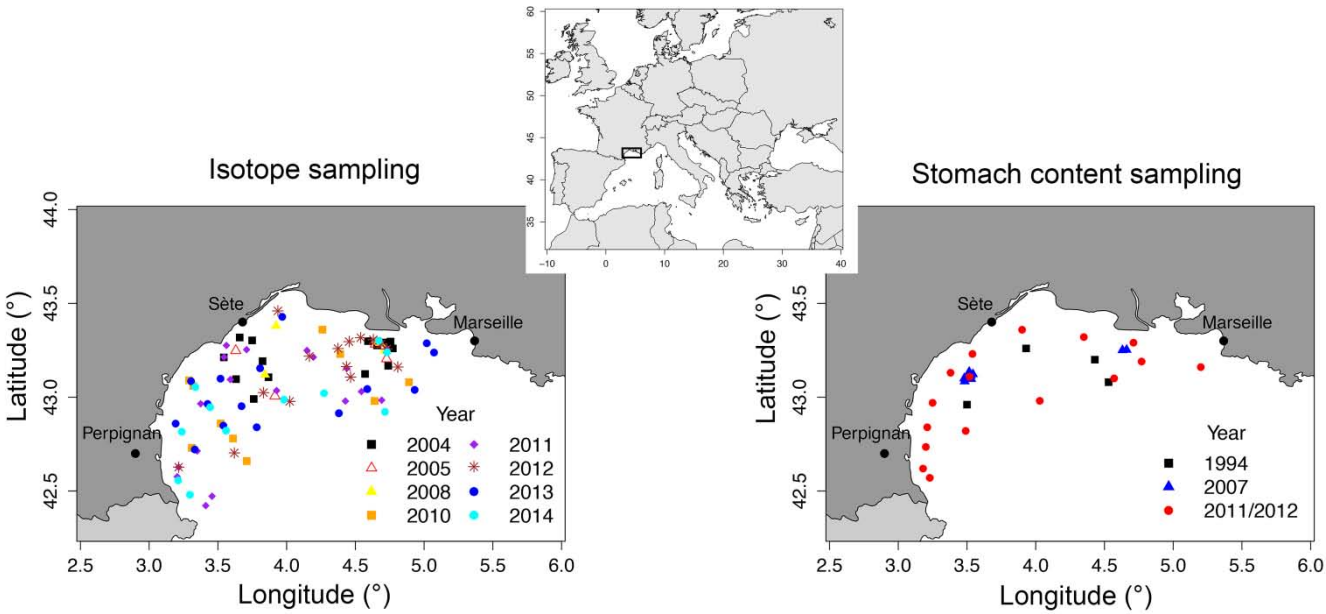 60
55
50
45
40
35
−10 0 10 20 30 40
Isotope sampling
44.0
43.5
43.0
42.5
Latitude (°)
Sète
Marseille
Perpignan
Year
2004
2005
2008
2010
2011
2012
2013
2014
2.5 3.0 3.5 4.0 4.5 5.0 5.5 6.0
Longitude (°)
Stomach content sampling
43.5
43.0
42.5
Latitude (°)
Sète
Marseille
Perpignan
Year
1994
2007
2011/2012
2.5 3.0 3.5 4.0 4.5 5.0 5.5 6.0
Longitude (°)